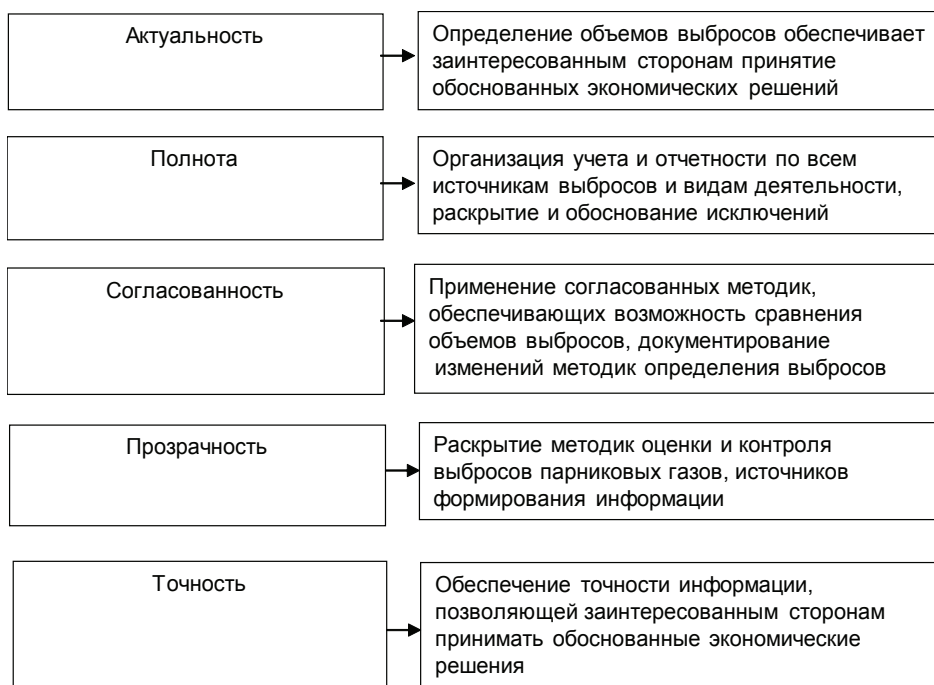 Актуальность
Определение объемов выбросов обеспечивает
заинтересованным сторонам принятие
обоснованных экономических решений
Полнота
Организация учета и отчетности по всем
источникам выбросов и видам деятельности,
раскрытие и обоснование исключений
Согласованность
Применение согласованных методик,
обеспечивающих возможность сравнения
объемов выбросов, документирование
изменений методик определения выбросов
Прозрачность
Раскрытие методик оценки и контроля
выбросов парниковых газов, источников
формирования информации
Точность
Обеспечение точности информации,
позволяющей заинтересованным сторонам
принимать обоснованные экономические
решения